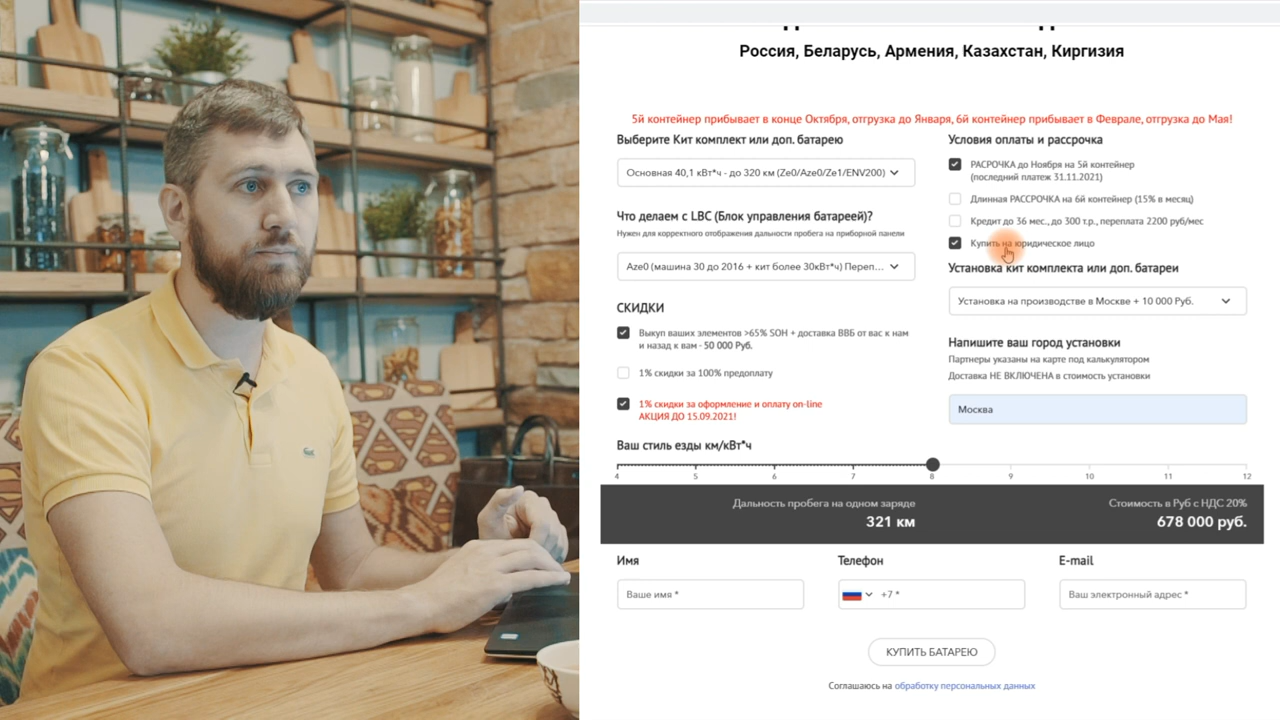 Россия, Беларусь, Армения, Казахстан, Киргизия
5й контейнер прибывает в конце Октября, отгрузка до Января, 6й контейнер прибывает в Феврале, отгрузка до Мая!
Выберите Кит комплект или доп. батарею
Основная 40,1 кВт*ч - до 320 км (Ze0/Aze0/Ze1/ENV200)
Что делаем с LBC (Блок управления батареей)?
Нужен для корректного отображения дальности пробега на приборной панели
Aze0 (машина 30 до 2016 + кит более 30кВт*ч) Переп...
СКИДКИ
Выкуп ваших элементов >65% SOH + доставка ВВБ от вас к нам
и назад к вам - 50 000 Руб.
1% скидки за 100% предоплату
1% скидки за оформление и оплату on-line
АКЦИЯ ДО 15.09.2021!
Условия оплаты и рассрочка
РАСРОЧКА до Ноября на 5й контейнер
(последний платеж 31.11.2021)
Длинная РАССРОЧКА на 6й контейнер (15% в месяц)
Кредит до 36 мес., до 300 т.р., переплата 2200 руб/мес
Купить на юридическое лицо
Установка кит комплекта или доп. батареи
Установка на производстве в Москве + 10 000 Руб.
Напишите ваш город установки
Партнеры указаны на карте под калькулятором
Доставка НЕ ВКЛЮЧЕНА в стоимость установки
Москва
Ваш стиль езды км/кВт*ч
4 5 6 7 8 9 10 11 12
Дальность пробега на одном заряде
321 км
Стоимость в Руб с НДС 20%
678 000 руб.
Имя
Ваше имя *
Телефон
+7 *
E-mail
Ваш электронный адрес *
КУПИТЬ БАТАРЕЮ
Соглашаюсь на обработку персональных данных